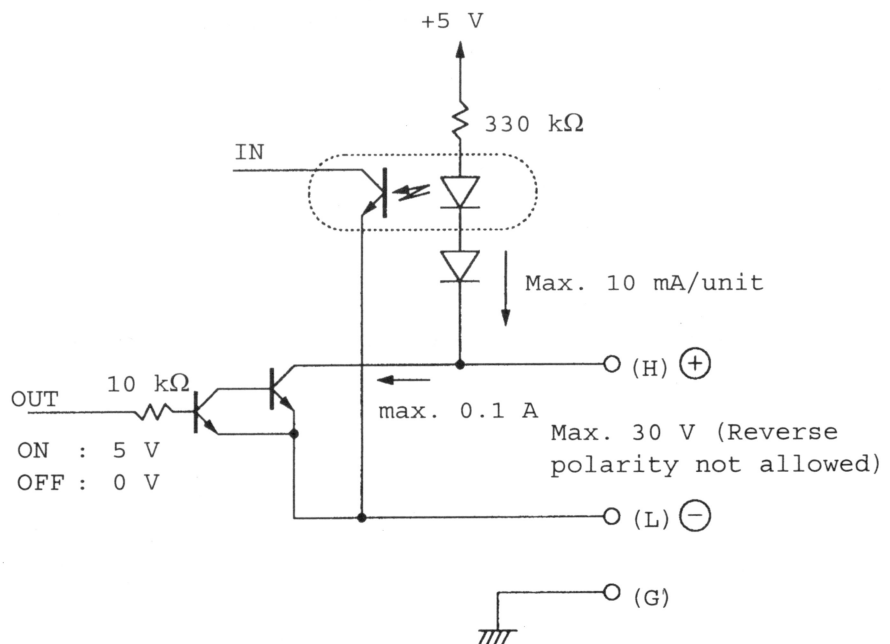 +5 V
330 kΩ
IN
Max. 10 mA/unit
(H) +
10 kΩ
OUT
max. 0.1 A
ON : 5 V
OFF : 0 V
Max. 30 V (Reverse
polarity not allowed)
(L) −
(G)